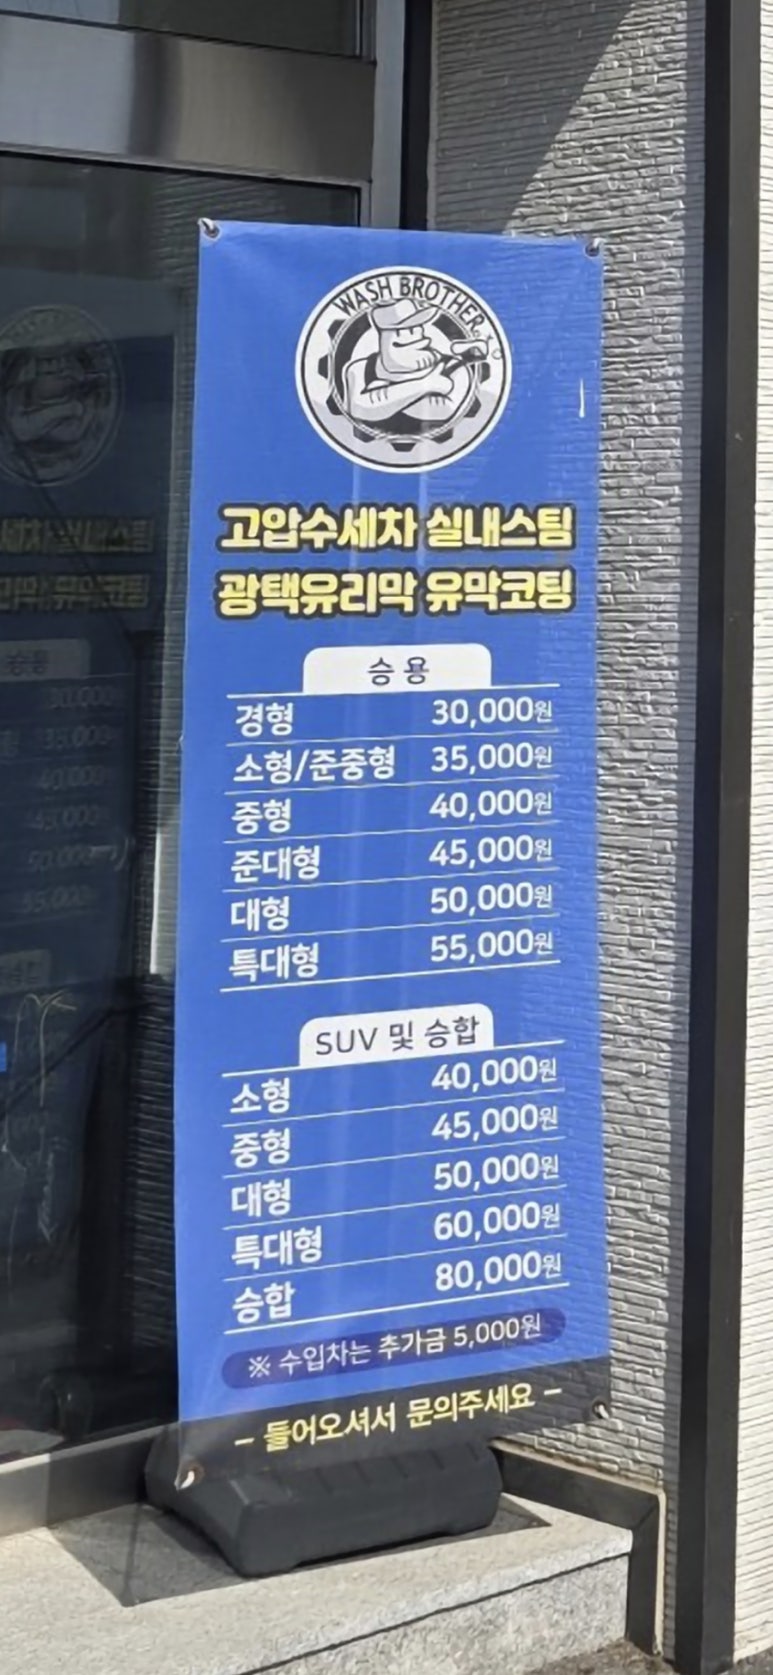 WASH BROTHER
고압수세차 실내스팀
광택유리막 유막코팅
승용
경형 30,000원
소형/준중형 35,000원
중형 40,000원
준대형 45,000원
대형 50,000원
특대형 55,000원
SUV 및 승합
소형 40,000원
중형 45,000원
대형 50,000원
특대형 60,000원
승합 80,000원
※ 수입차는 추가금 5,000원
- 들어오셔서 문의주세요 -